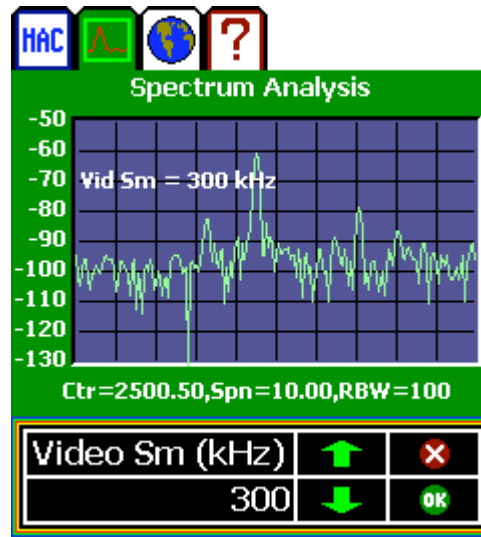 HAC ?
Spectrum Analysis
-50
-60
-70
Vid Sm = 300 kHz
-80
-90
-100
-110
-120
-130
Ctr=2500.50,Spn=10.00,RBW=100
Video Sm (kHz)
300 OK